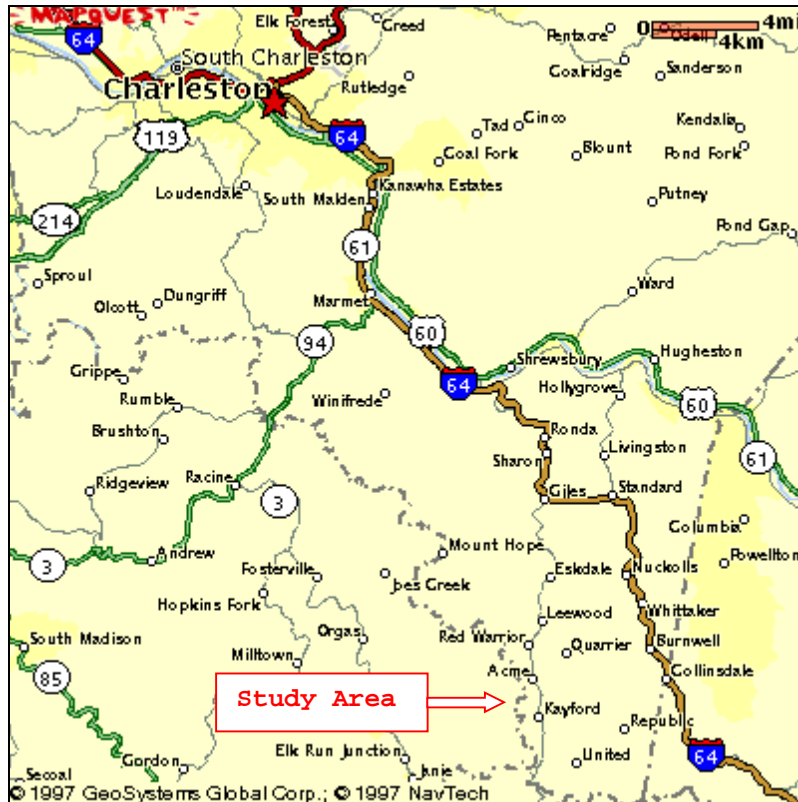 MAPQUEST™
Elk Forest
Creed
Pentacre
0 4mi
Odell
4km
64
South Charleston
Coalridge
Sanderson
Charleston
Rutledge
119
64
Tad
Cinco
Kendalia
Coal Fork
Blount
Pond Fork
Loudendale
Kanawha Estates
South Malden
Putney
214
61
Pond Gap
Sproul
Dungriff
Olcott
Marmet
Ward
94
60
Shrewsbury
Hugheston
Grippe
64
Rumble
Winifrede
Hollygrove
60
Brushton
Ronda
Livingston
61
Sharon
Ridgeview
Racine
3
Giles
Standard
Columbia
3
Andrew
Mount Hope
Powellton
Fosterville
Joes Creek
Eskdale
Nuckolls
Hopkins Fork
Leewood
Whittaker
South Madison
Orgas
Red Warrior
Quarrier
Burnwell
Milltown
Acme
Collinsdale
85
Study Area
Kayford
Republic
Gordon
Elk Run Junction
United
64
Secoal
Janie
© 1997 GeoSystems Global Corp.; © 1997 NavTech